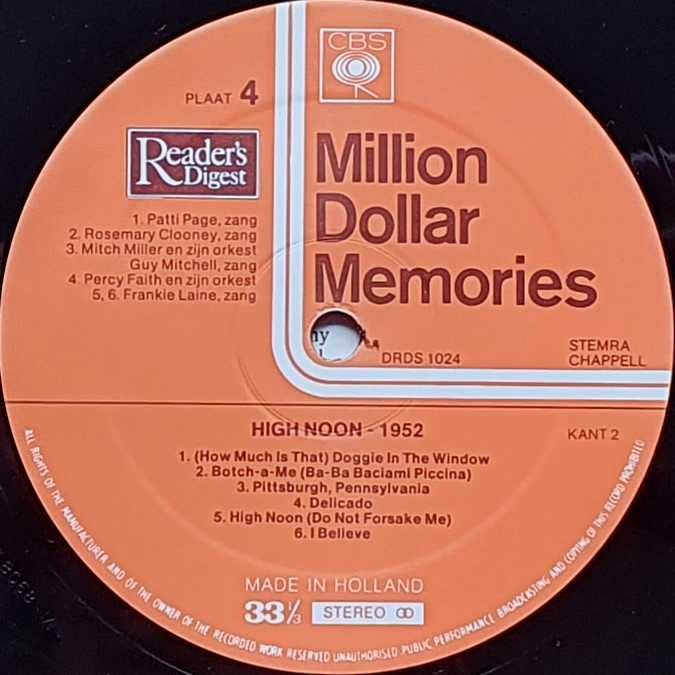 CBS
PLAAT 4
Reader's
Digest
Million
Dollar
Memories
1. Patti Page, zang
2. Rosemary Clooney, zang
3. Mitch Miller en zijn orkest
Guy Mitchell, zang
4. Percy Faith en zijn orkest
5, 6. Frankie Laine, zang
DRDS 1024
STEMRA
CHAPPELL
HIGH NOON - 1952
KANT 2
1. (How Much Is That) Doggie In The Window
2. Botch-a-Me (Ba-Ba Baciami Piccina)
3. Pittsburgh, Pennsylvania
4. Delicado
5. High Noon (Do Not Forsake Me)
6. I Believe
MADE IN HOLLAND
33⅓ STEREO
ALL RIGHTS OF THE MANUFACTURER AND OF THE OWNER OF THE RECORDED WORK RESERVED UNAUTHORISED PUBLIC PERFORMANCE BROADCASTING AND COPYING OF THIS RECORD PROHIBITED